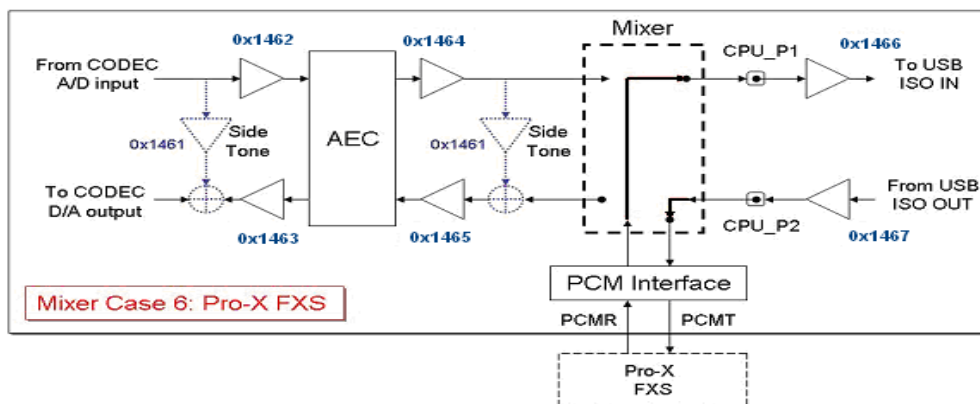 Mixer
0x1462
0x1464
CPU_P1
0x1466
From CODEC
A/D input
To USB
ISO IN
AEC
0x1461
Side
Tone
0x1461
Side
Tone
To CODEC
D/A output
From USB
ISO OUT
0x1463
0x1465
CPU_P2
0x1467
PCM Interface
Mixer Case 6: Pro-X FXS
PCMR
PCMT
Pro-X
FXS